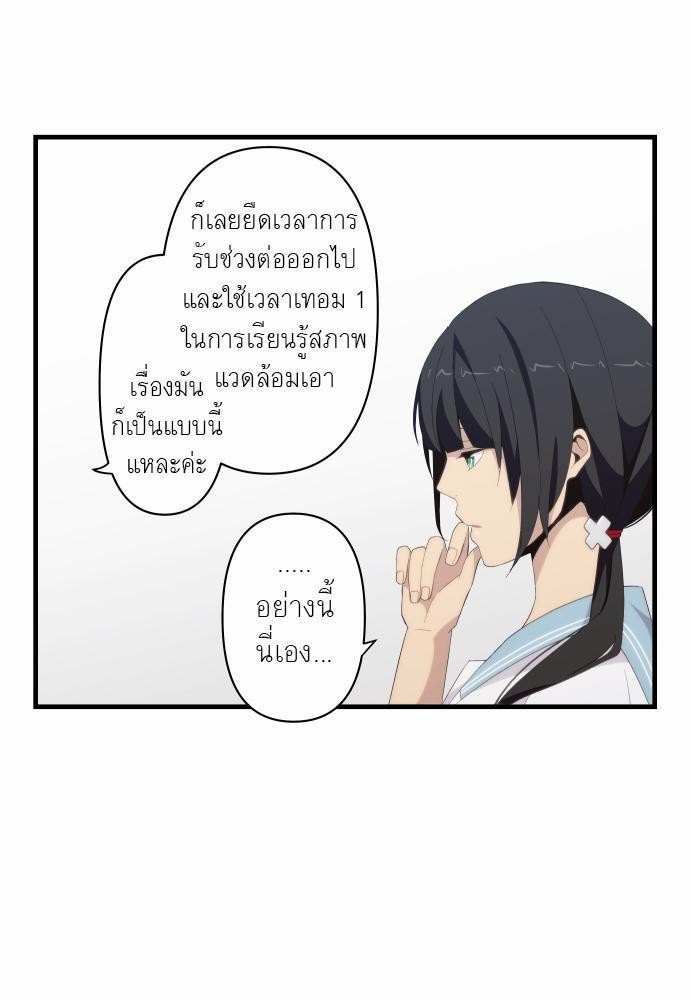 ก็เลยยืดเวลาการ
รับช่วงต่อออกไป
และใช้เวลาเทอม 1
ในการเรียนรู้สภาพ
แวดล้อมเอา
เรื่องมัน
ก็เป็นแบบนี้
แหละค่ะ
.....
อย่างนี้
นี่เอง...